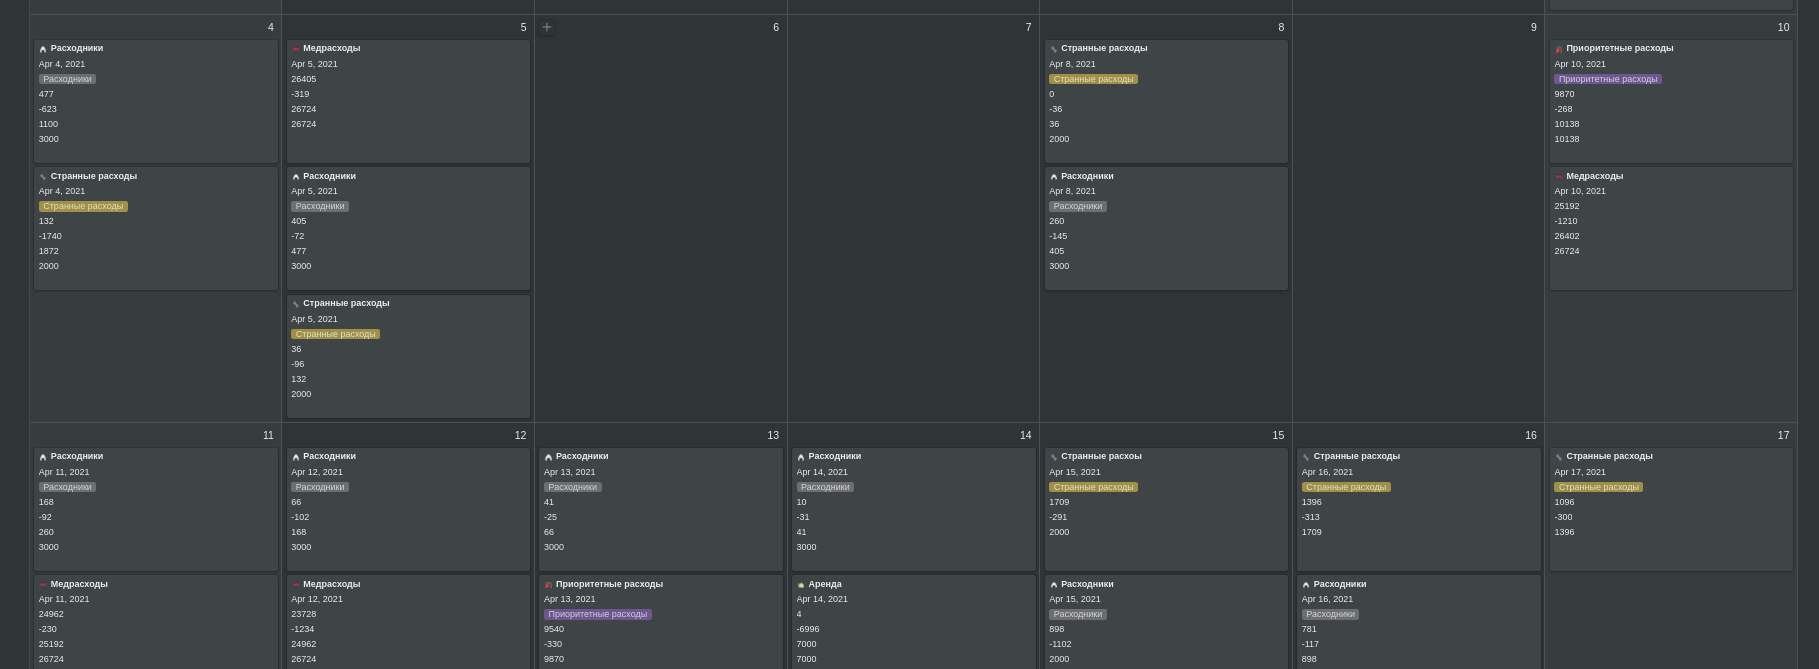 4
Расходники
Apr 4, 2021
Расходники
477
-623
1100
3000
Странные расходы
Apr 4, 2021
Странные расходы
132
-1740
1872
2000
5
Медрасходы
Apr 5, 2021
26405
-319
26724
26724
Расходники
Apr 5, 2021
Расходники
405
-72
477
3000
Странные расходы
Apr 5, 2021
Странные расходы
36
-96
132
2000
6
7
8
Странные расходы
Apr 8, 2021
Странные расходы
0
-36
36
2000
Расходники
Apr 8, 2021
Расходники
260
-145
405
3000
9
10
Приоритетные расходы
Apr 10, 2021
Приоритетные расходы
9870
-268
10138
10138
Медрасходы
Apr 10, 2021
25192
-1210
26402
26724
11
Расходники
Apr 11, 2021
Расходники
168
-92
260
3000
Медрасходы
Apr 11, 2021
24962
-230
25192
26724
12
Расходники
Apr 12, 2021
Расходники
66
-102
168
3000
Медрасходы
Apr 12, 2021
23728
-1234
24962
26724
13
Расходники
Apr 13, 2021
Расходники
41
-25
66
3000
Приоритетные расходы
Apr 13, 2021
Приоритетные расходы
9540
-330
9870
14
Расходники
Apr 14, 2021
Расходники
10
-31
41
3000
Аренда
Apr 14, 2021
4
-6996
7000
7000
15
Странные расхоы
Apr 15, 2021
Странные расходы
1709
-291
2000
Расходники
Apr 15, 2021
Расходники
898
-1102
2000
16
Странные расходы
Apr 16, 2021
Странные расходы
1396
-313
1709
Расходники
Apr 16, 2021
Расходники
781
-117
898
17
Странные расходы
Apr 17, 2021
Странные расходы
1096
-300
1396